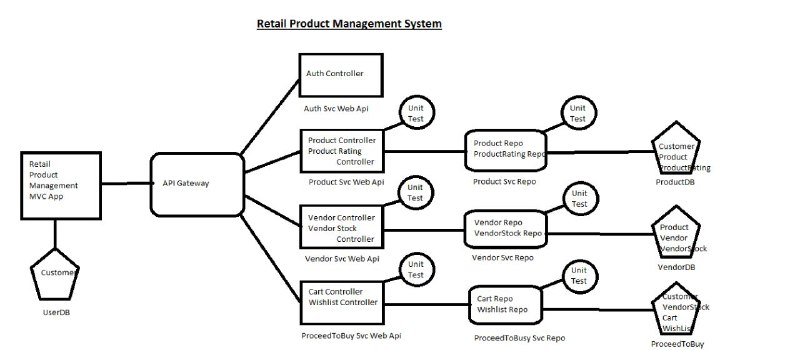 Retail Product Management System
Auth Controller
Auth Svc Web Api
Unit
Test
Unit
Test
Product Controller
Product Rating
Controller
Product Svc Web Api
Product Repo
ProductRating Repo
Product Svc Repo
Customer
Product
ProductRating
ProductDB
Retail
Product
Management
MVC App
API Gateway
Customer
UserDB
Unit
Test
Unit
Test
Vendor Controller
Vendor Stock
Controller
Vendor Svc Web Api
Vendor Repo
VendorStock Repo
Vendor Svc Repo
Product
Vendor
VendorStock
VendorDB
Unit
Test
Unit
Test
Cart Controller
Wishlist Controller
ProceedToBuy Svc Web Api
Cart Repo
Wishlist Repo
ProceedToBusy Svc Repo
Customer
VendorStock
Cart
WishList
ProceedToBuy